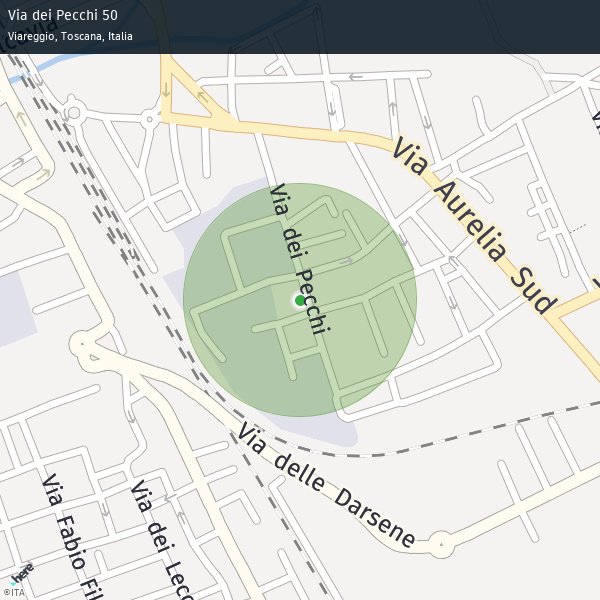 Via dei Pecchi 50
Viareggio, Toscana, Italia
Via Aurelia Sud
Via dei Pecchi
Via delle Darsene
Via dei Lecc
Via Fabio Fil
here
©ITA